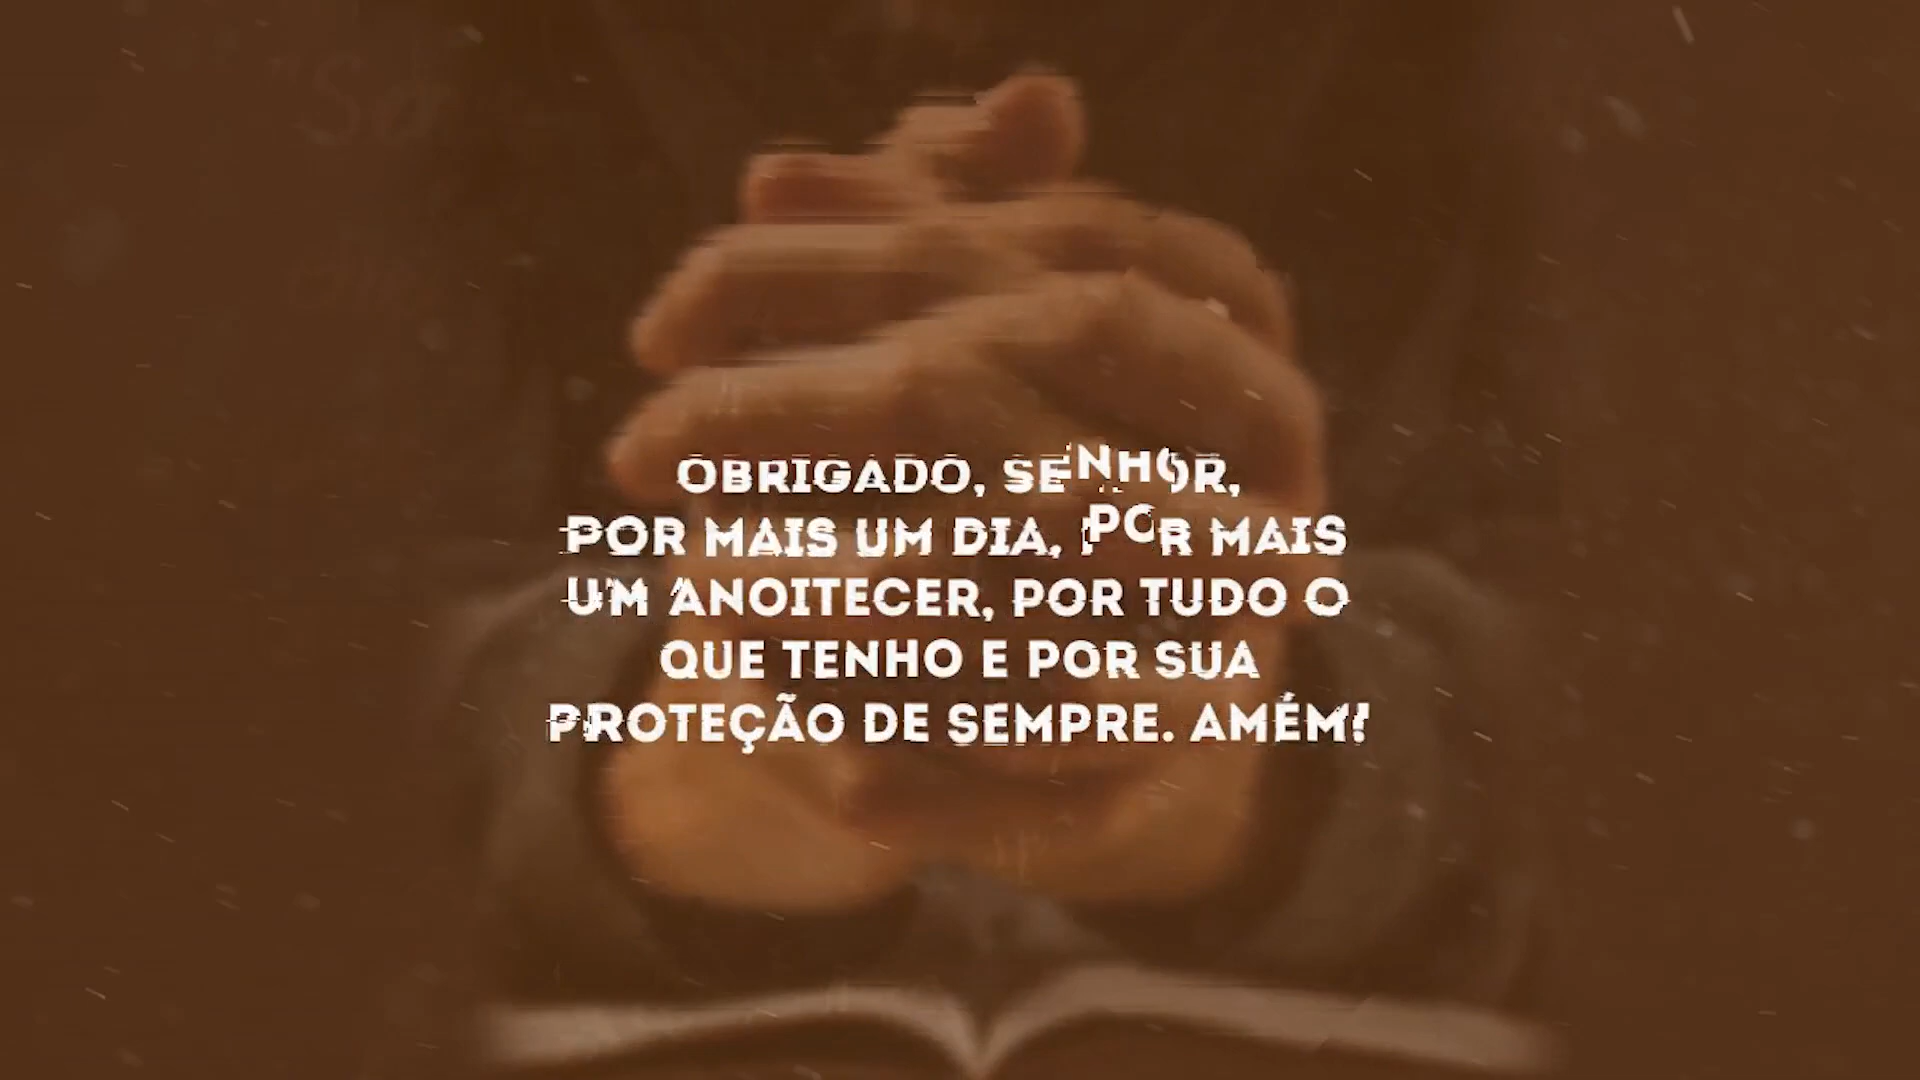 OBRIGADO, SENHOR,
POR MAIS UM DIA, POR MAIS
UM ANOITECER, POR TUDO O
QUE TENHO E POR SUA
PROTEÇÃO DE SEMPRE. AMÉM!